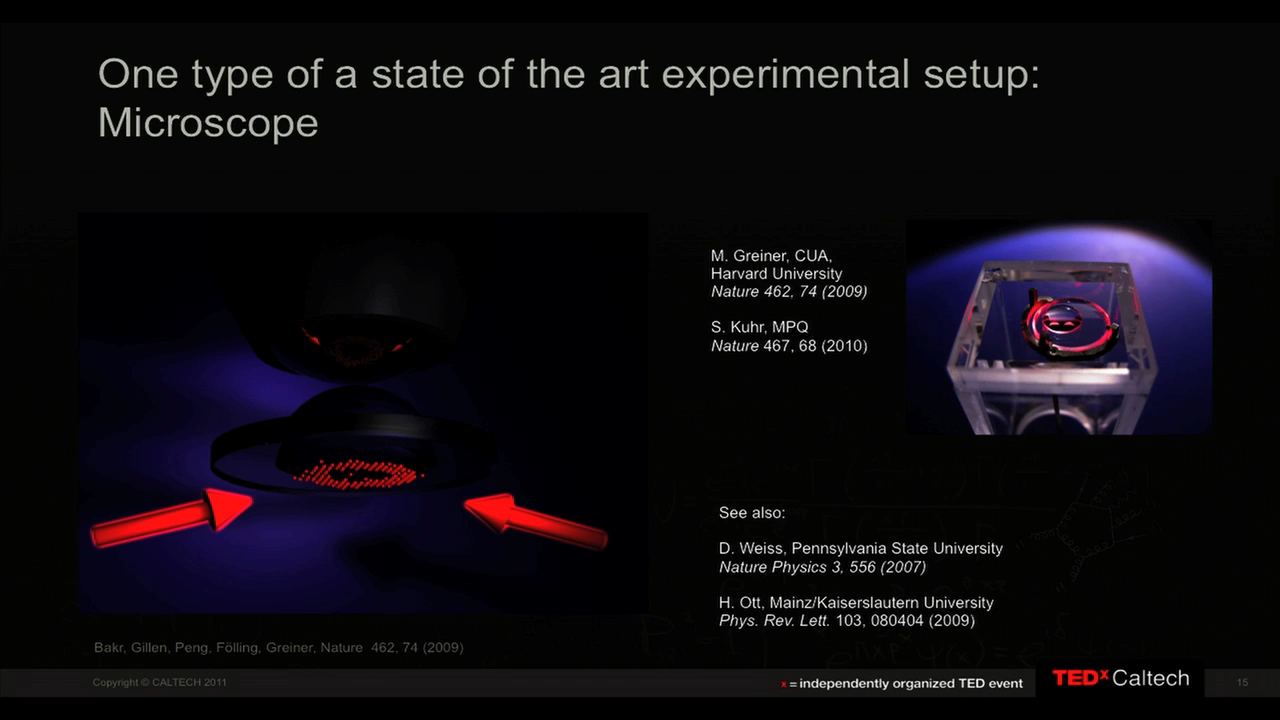 One type of a state of the art experimental setup:
Microscope
M. Greiner, CUA,
Harvard University
Nature 462, 74 (2009)
S. Kuhr, MPQ
Nature 467, 68 (2010)
See also:
D. Weiss, Pennsylvania State University
Nature Physics 3, 556 (2007)
H. Ott, Mainz/Kaiserslautern University
Phys. Rev. Lett. 103, 080404 (2009)
Bakr, Gillen, Peng, Fölling, Greiner, Nature 462, 74 (2009)
Copyright © CALTECH 2011
x = independently organized TED event
TEDx Caltech
15